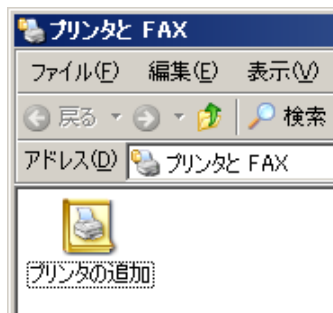 プリンタと FAX
ファイル(F) 編集(E) 表示(V)
戻る 検索
アドレス(D) プリンタと FAX
プリンタの追加